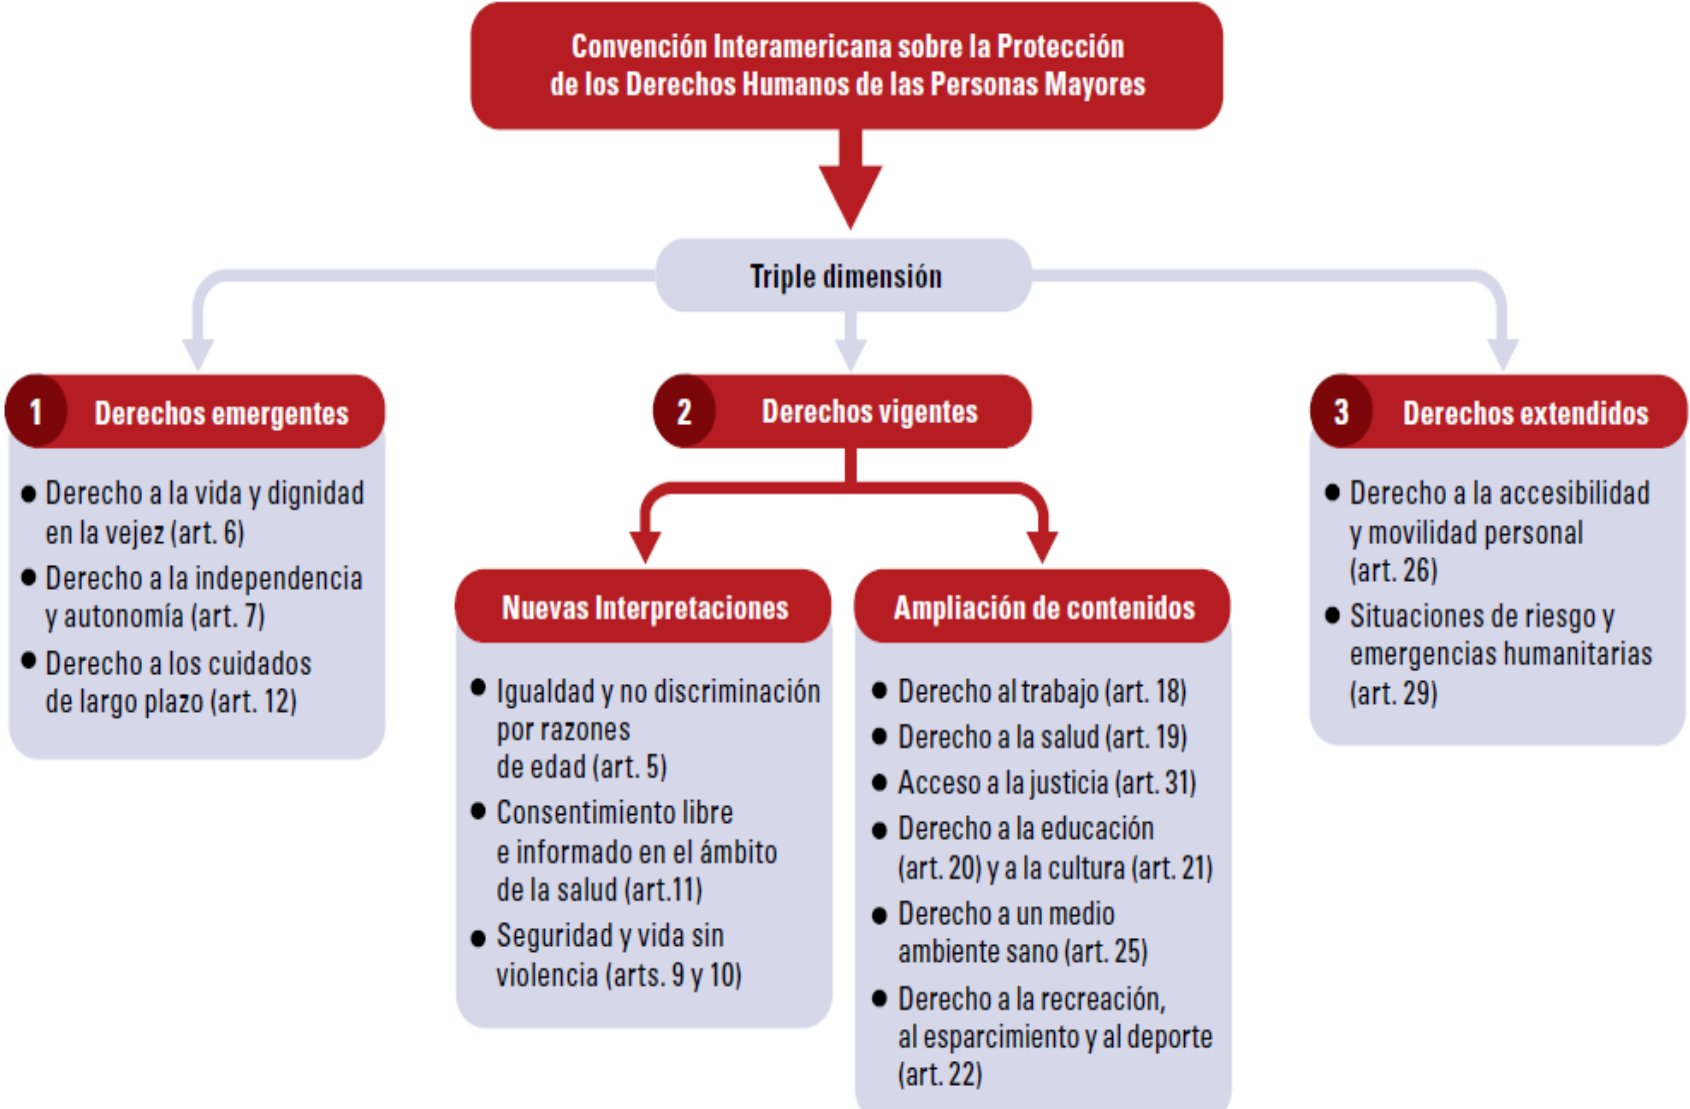 Convención Interamericana sobre la Protección
de los Derechos Humanos de las Personas Mayores
Triple dimensión
1 Derechos emergentes
● Derecho a la vida y dignidad
en la vejez (art. 6)
● Derecho a la independencia
y autonomía (art. 7)
● Derecho a los cuidados
de largo plazo (art. 12)
2 Derechos vigentes
Nuevas Interpretaciones
● Igualdad y no discriminación
por razones
de edad (art. 5)
● Consentimiento libre
e informado en el ámbito
de la salud (art.11)
● Seguridad y vida sin
violencia (arts. 9 y 10)
Ampliación de contenidos
● Derecho al trabajo (art. 18)
● Derecho a la salud (art. 19)
● Acceso a la justicia (art. 31)
● Derecho a la educación
(art. 20) y a la cultura (art. 21)
● Derecho a un medio
ambiente sano (art. 25)
● Derecho a la recreación,
al esparcimiento y al deporte
(art. 22)
3 Derechos extendidos
● Derecho a la accesibilidad
y movilidad personal
(art. 26)
● Situaciones de riesgo y
emergencias humanitarias
(art. 29)